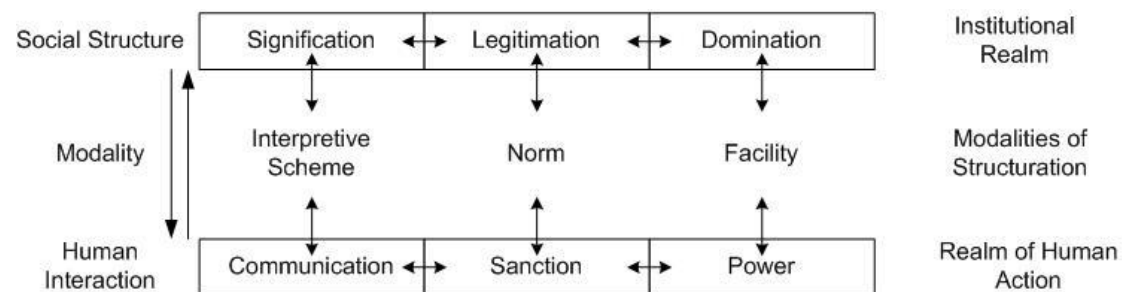 Social Structure
Signification
Legitimation
Domination
Institutional
Realm
Modality
Interpretive
Scheme
Norm
Facility
Modalities of
Structuration
Human
Interaction
Communication
Sanction
Power
Realm of Human
Action